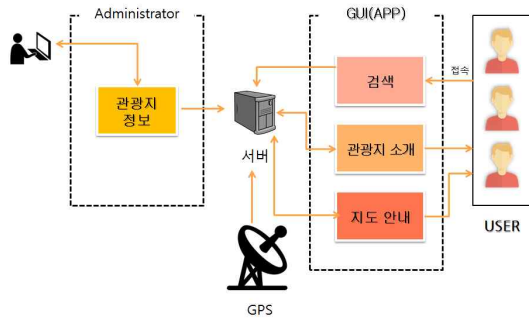 Administrator
GUI(APP)
관광지
정보
서버
검색
관광지 소개
지도 안내
접속
USER
GPS